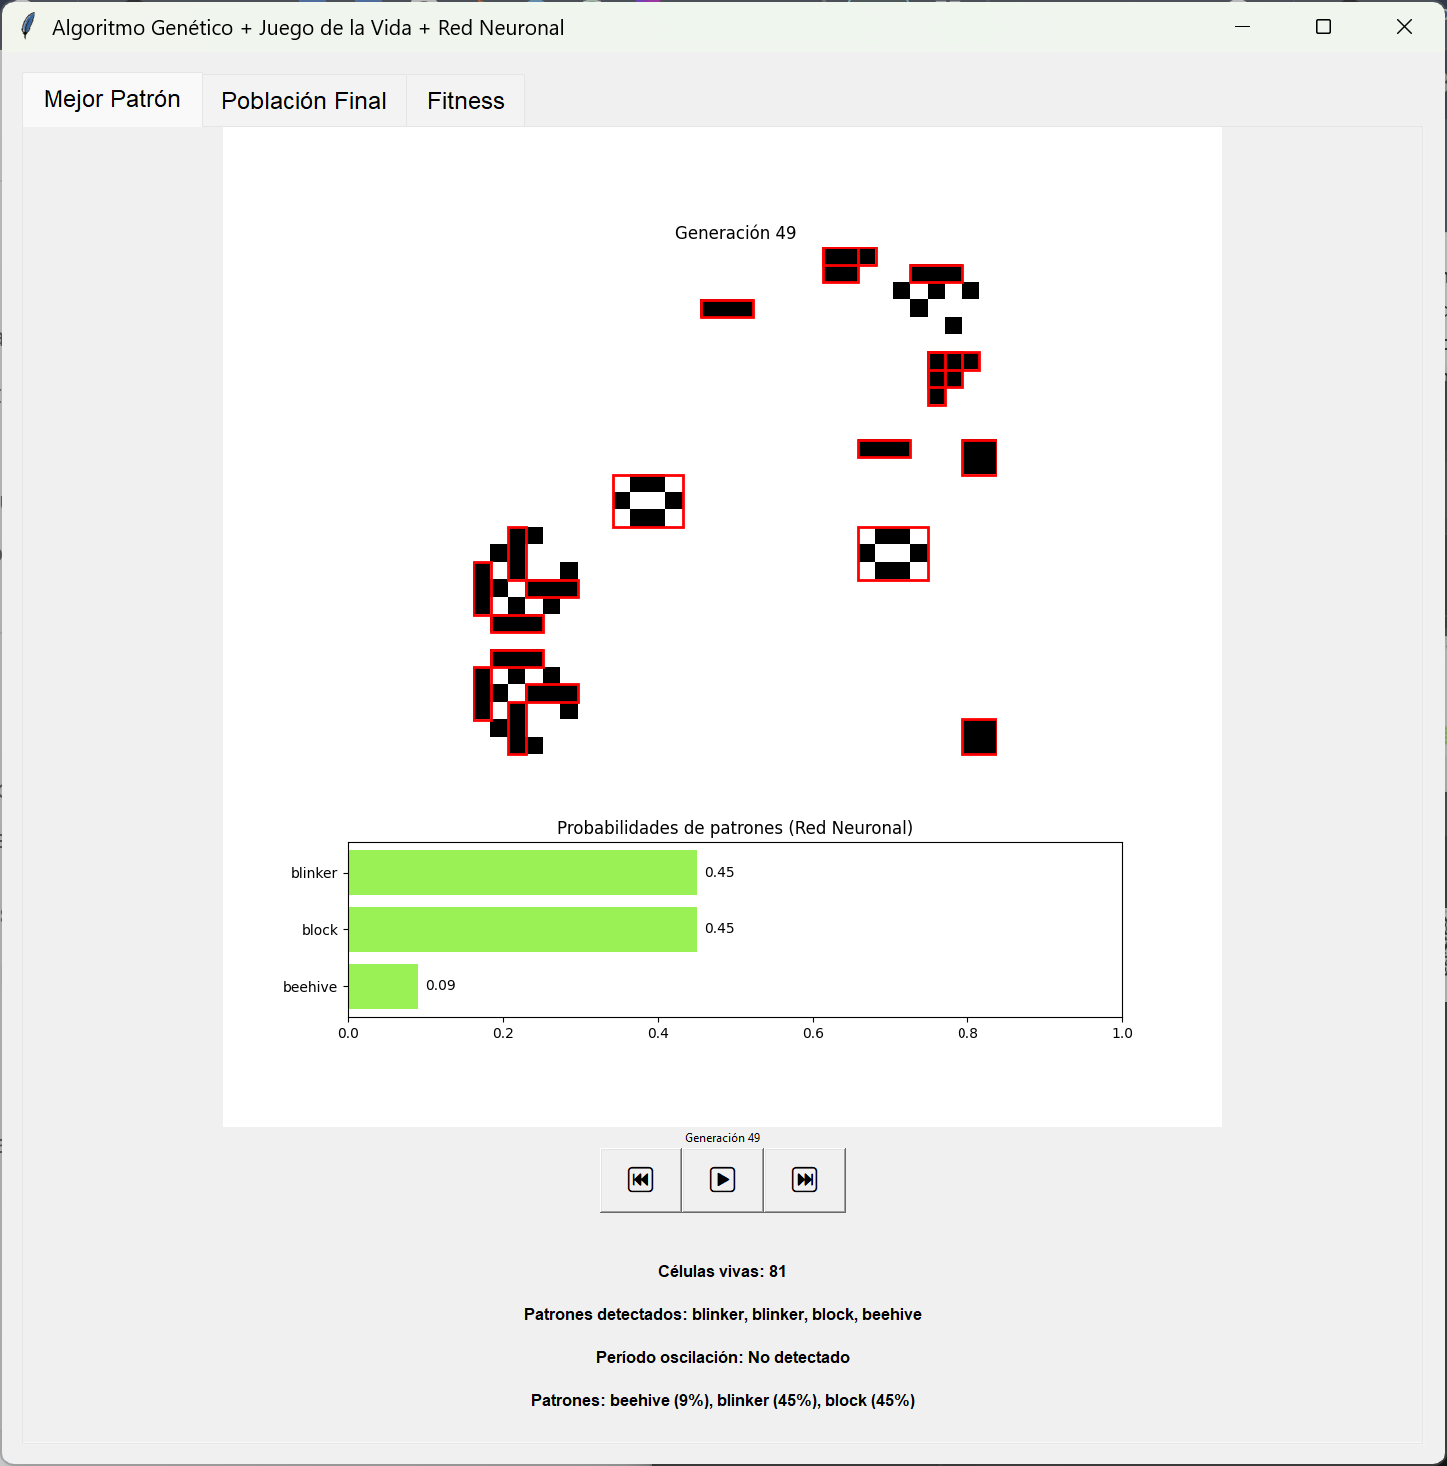 Algoritmo Genético + Juego de la Vida + Red Neuronal
Mejor Patrón Población Final Fitness
Generación 49
Probabilidades de patrones (Red Neuronal)
blinker 0.45
block 0.45
beehive 0.09
0.0 0.2 0.4 0.6 0.8 1.0
Generación 49
Células vivas: 81
Patrones detectados: blinker, blinker, block, beehive
Período oscilación: No detectado
Patrones: beehive (9%), blinker (45%), block (45%)